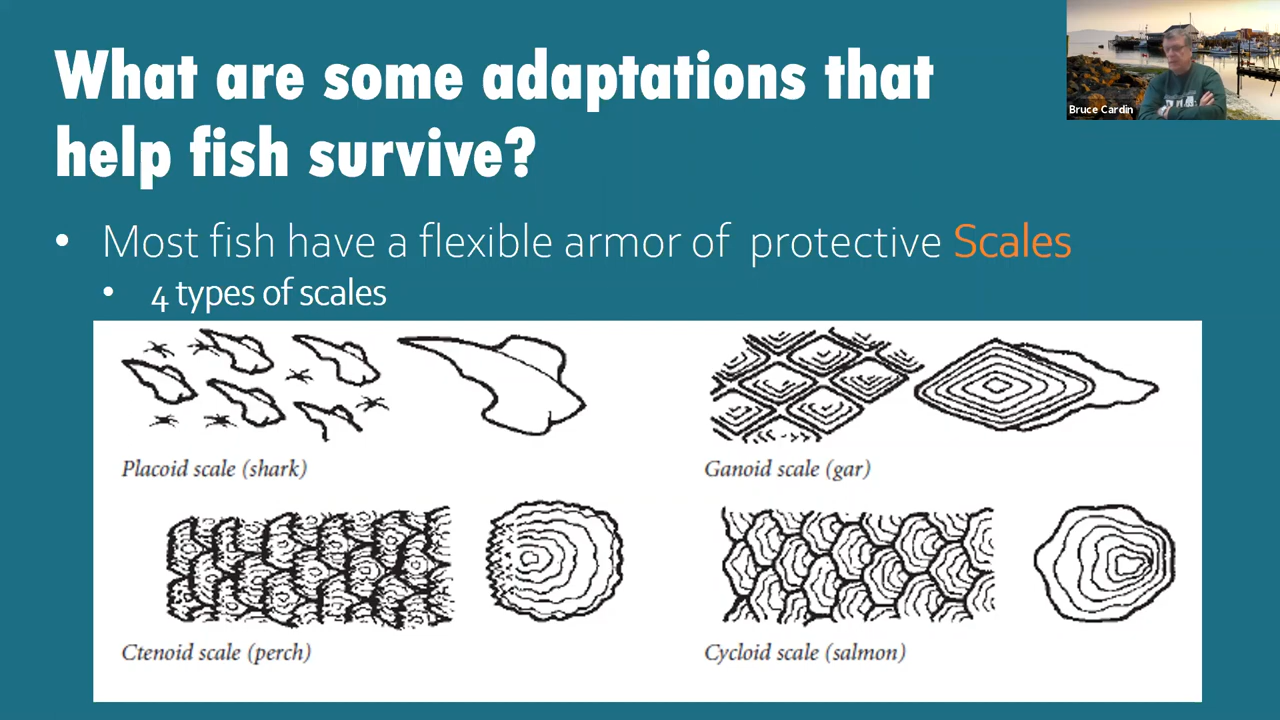 What are some adaptations that
help fish survive?
Bruce Cardin
• Most fish have a flexible armor of protective Scales
• 4 types of scales
Placoid scale (shark)
Ganoid scale (gar)
Ctenoid scale (perch)
Cycloid scale (salmon)